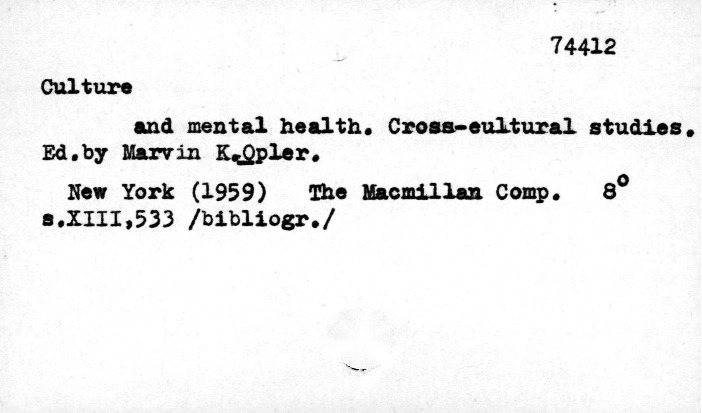 74412
Culture
and mental health. Cross-eultural studies.
Ed.by Marvin K.Opler.
New York (1959) The Macmillan Comp. 8°
s.XIII,533 /bibliogr./